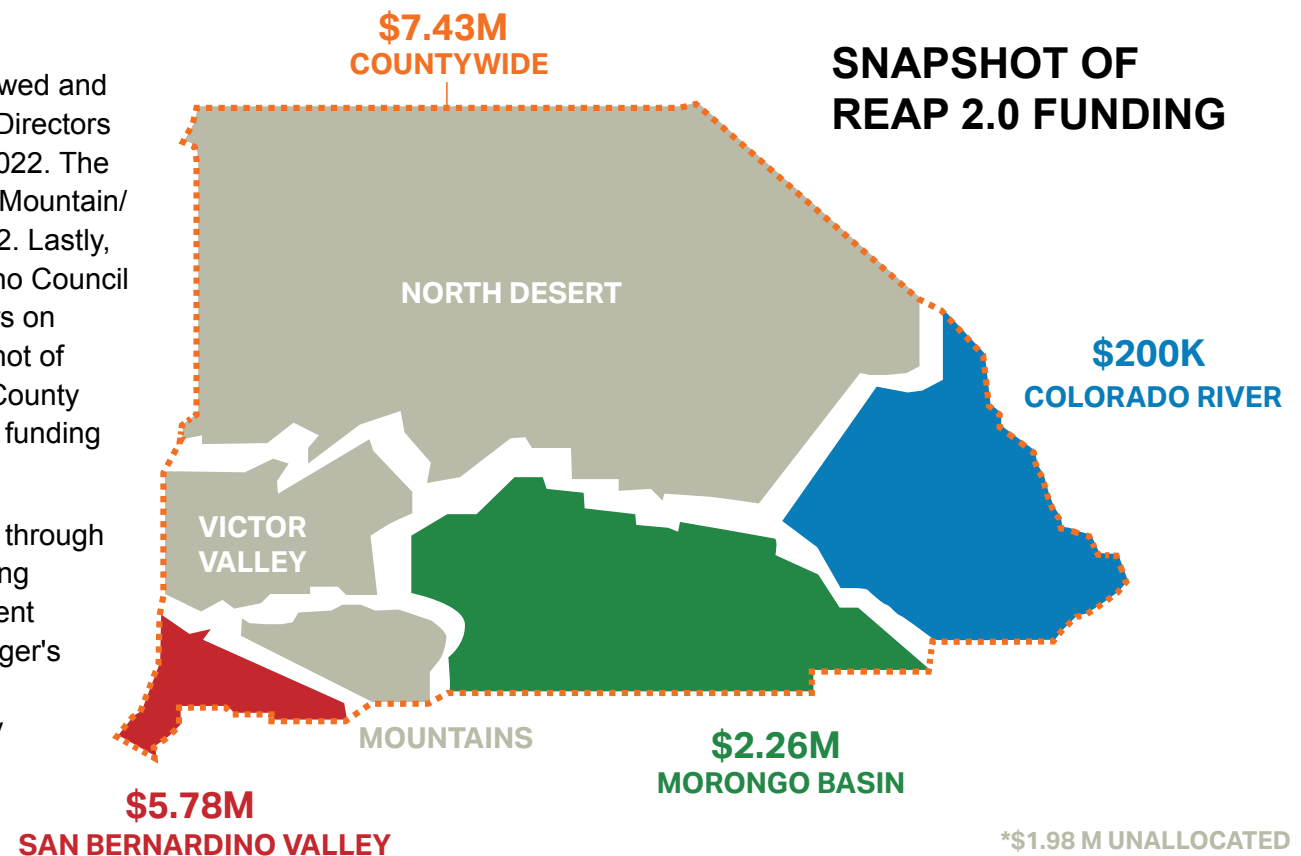 wed and
Directors
022. The
Mountain/
2. Lastly,
no Council
rs on
not of
County
funding
through
ng
ent
ger's
$7.43M
COUNTYWIDE
SNAPSHOT OF
REAP 2.0 FUNDING
NORTH DESERT
$200K
COLORADO RIVER
VICTOR
VALLEY
MOUNTAINS
$2.26M
MORONGO BASIN
$5.78M
SAN BERNARDINO VALLEY
*$1.98 M UNALLOCATED